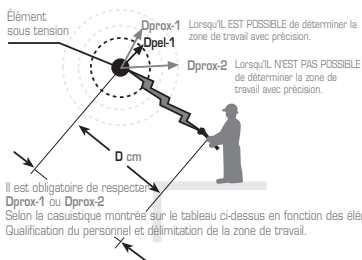 Élément
sous tension
Dprox-1 Lorsqu'IL EST POSSIBLE de déterminer la
zone de travail avec précision.
Dpel-1
Dprox-2 Lorsqu'IL N'EST PAS POSSIBLE
de déterminer la zone de
travail avec précision.
D cm
Il est obligatoire de respecter
Dprox-1 ou Dprox-2
Selon la casuistique montrée sur le tableau ci-dessus en fonction des élé
Qualification du personnel et délimitation de la zone de travail.